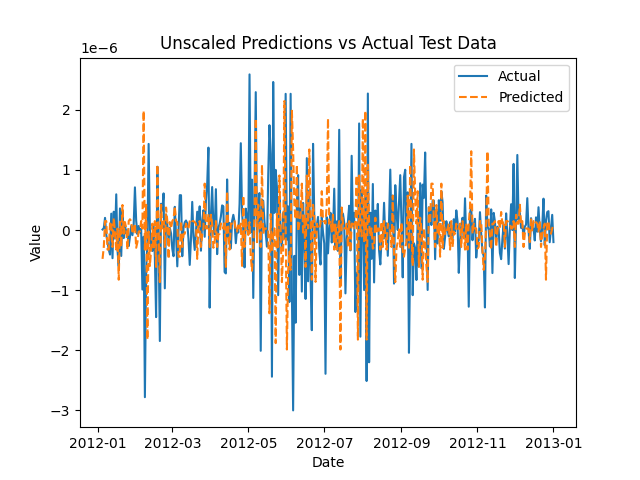 Unscaled Predictions vs Actual Test Data
1e−6
Actual
Predicted
2
1
0
−1
−2
−3
Value
2012-01 2012-03 2012-05 2012-07 2012-09 2012-11 2013-01
Date